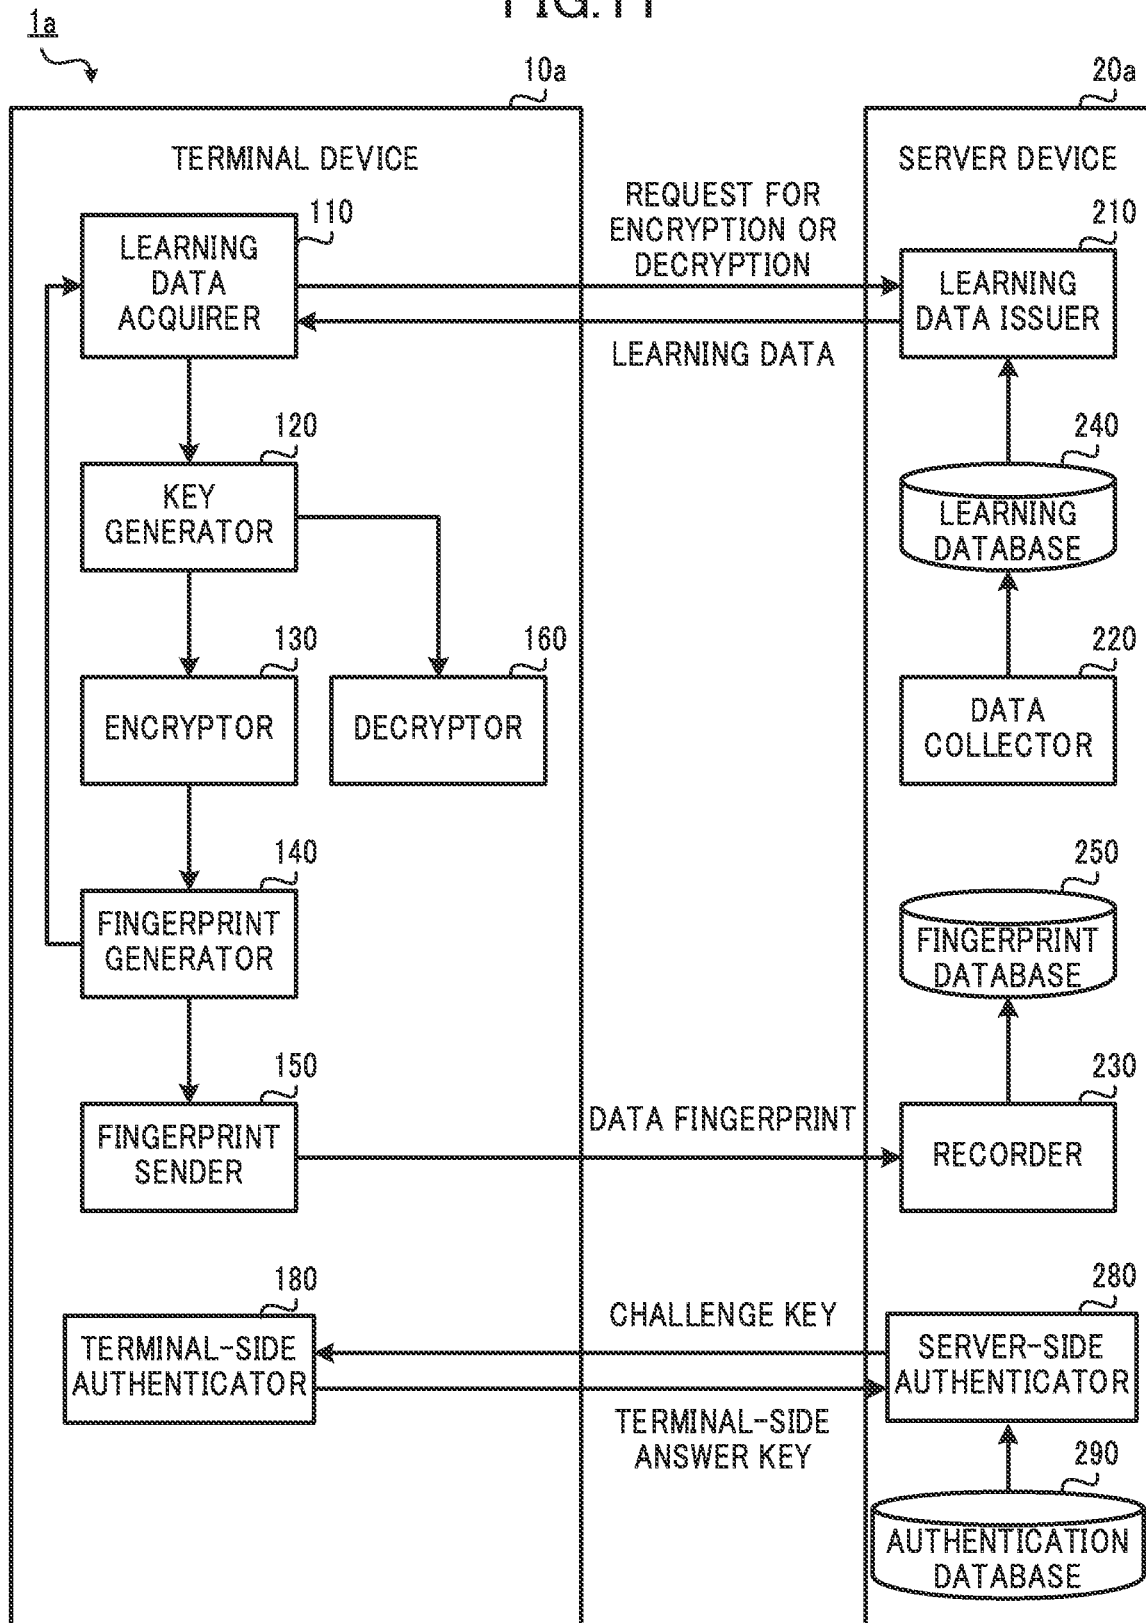 FIG.11
1a
10a
20a
TERMINAL DEVICE
SERVER DEVICE
110
LEARNING
DATA
ACQUIRER
REQUEST FOR
ENCRYPTION OR
DECRYPTION
210
LEARNING
DATA ISSUER
LEARNING DATA
120
KEY
GENERATOR
240
LEARNING
DATABASE
130
ENCRYPTOR
160
DECRYPTOR
220
DATA
COLLECTOR
140
FINGERPRINT
GENERATOR
250
FINGERPRINT
DATABASE
150
FINGERPRINT
SENDER
DATA FINGERPRINT
230
RECORDER
180
TERMINAL-SIDE
AUTHENTICATOR
CHALLENGE KEY
280
SERVER-SIDE
AUTHENTICATOR
TERMINAL-SIDE
ANSWER KEY
290
AUTHENTICATION
DATABASE